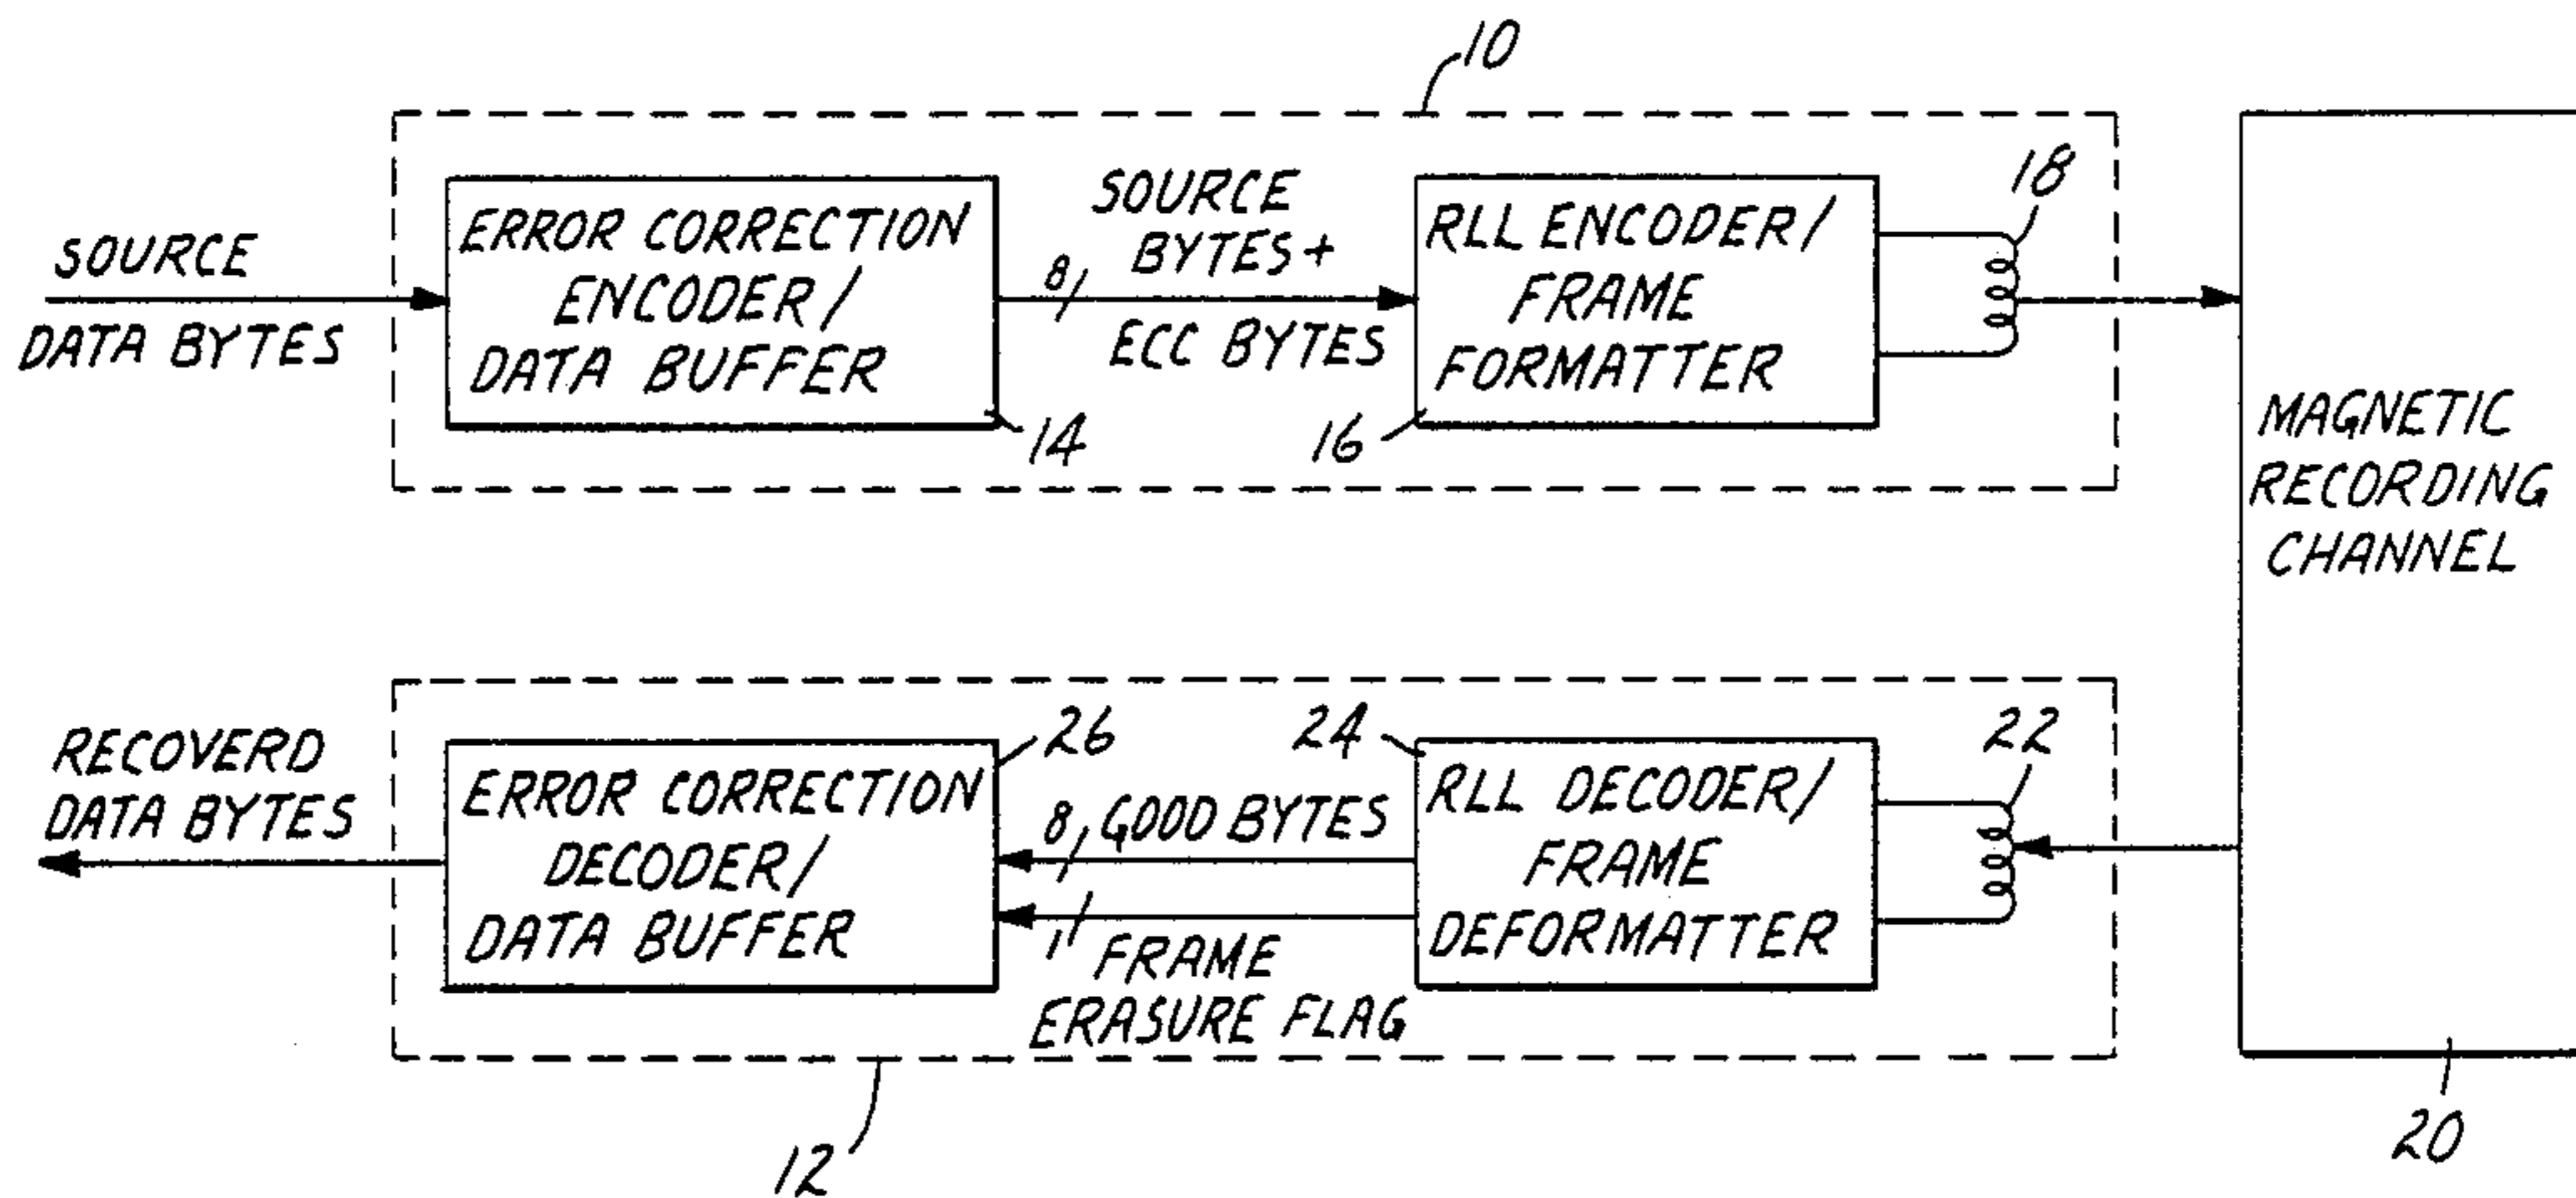 10
SOURCE
DATA BYTES
ERROR CORRECTION
ENCODER/
DATA BUFFER
14
8
SOURCE
BYTES+
ECC BYTES
RLL ENCODER/
FRAME
FORMATTER
16
18
MAGNETIC
RECORDING
CHANNEL
20
RECOVERD
DATA BYTES
ERROR CORRECTION
DECODER/
DATA BUFFER
26
8
GOOD BYTES
1
FRAME
ERASURE FLAG
24
RLL DECODER/
FRAME
DEFORMATTER
22
12